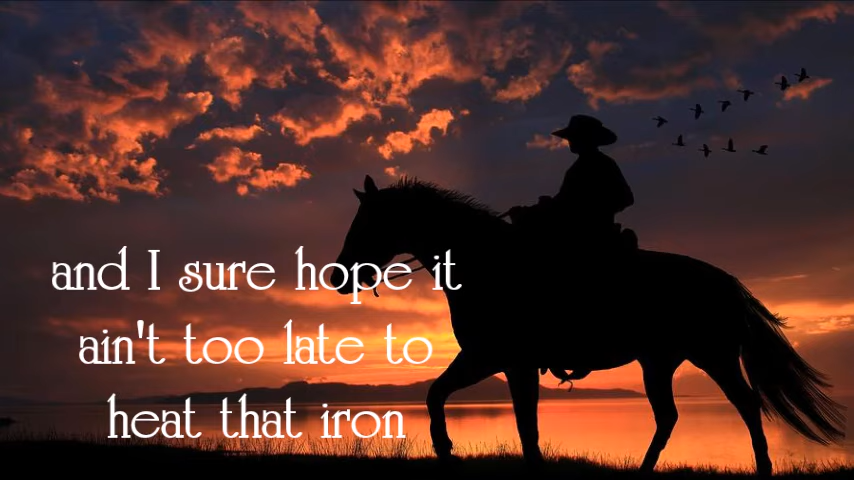 and I sure hope it
ain't too late to
heat that iron